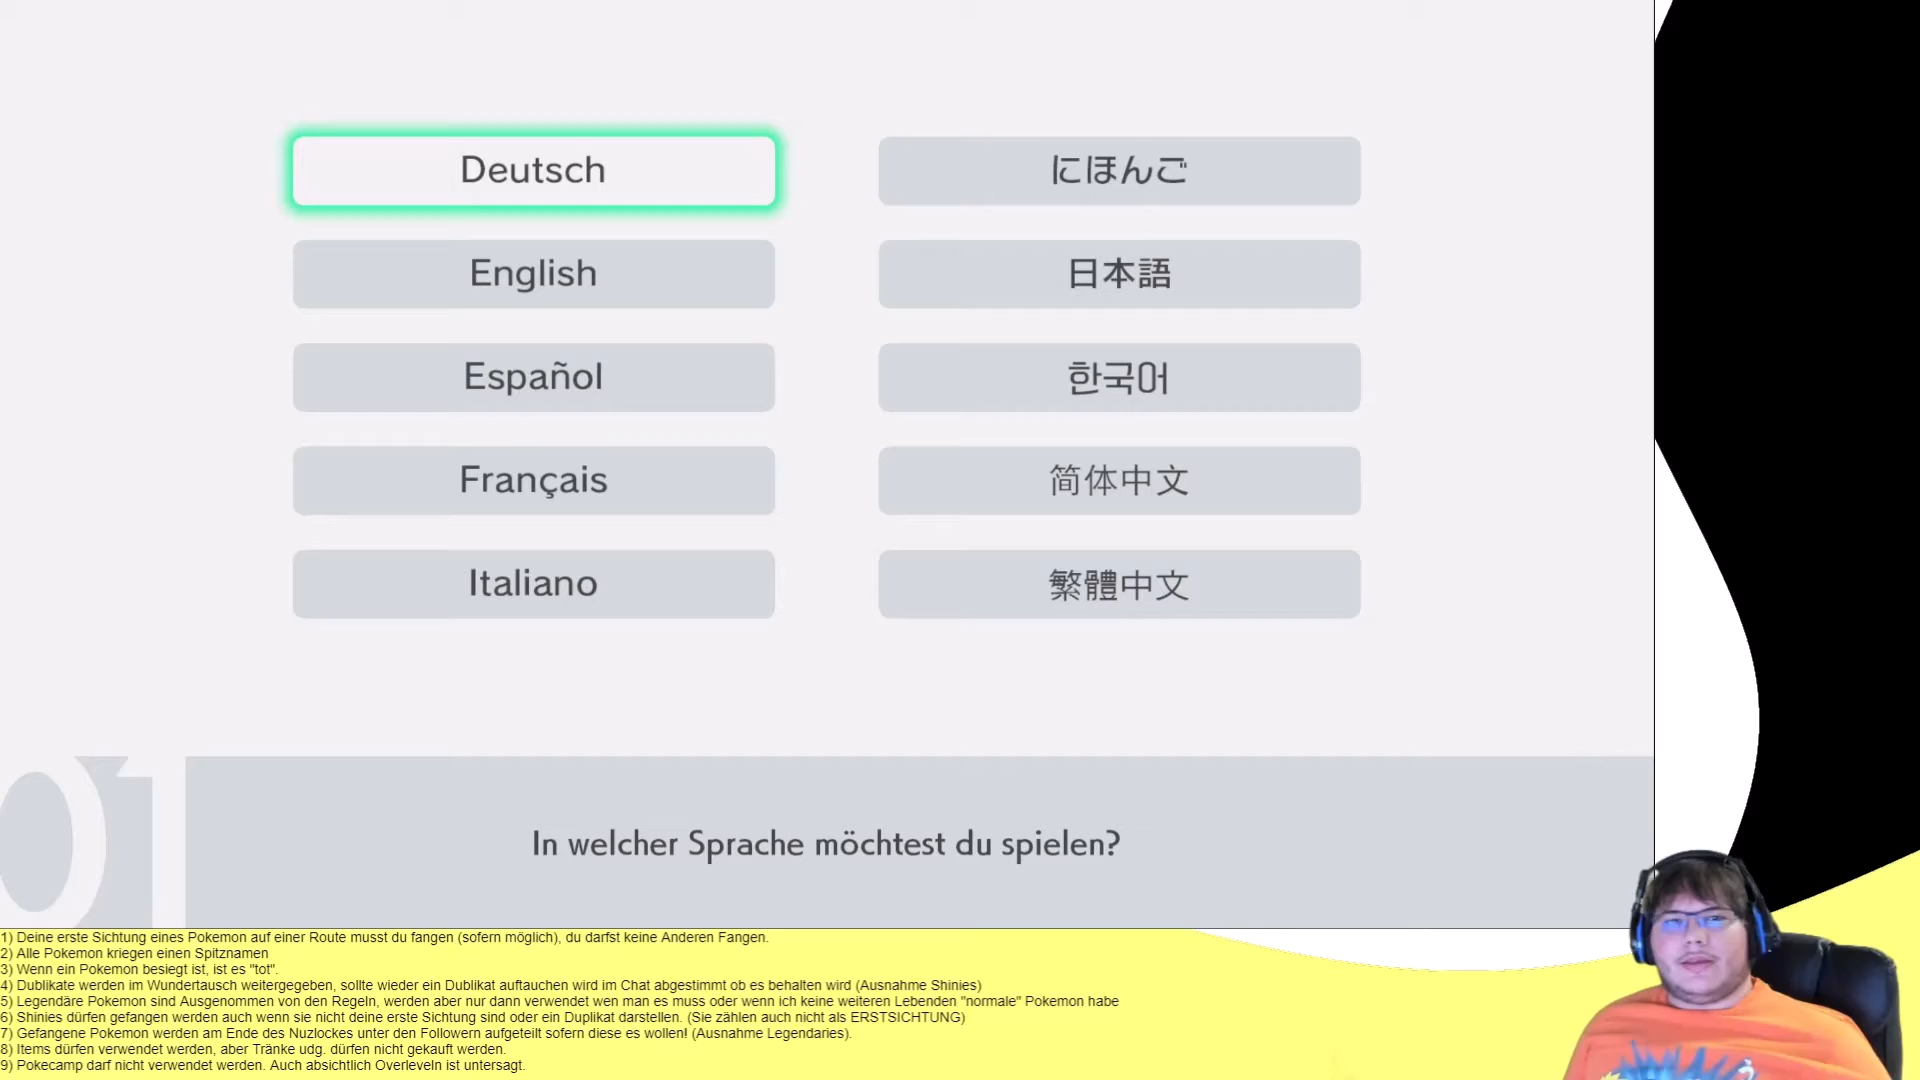 Deutsch
にほんご
English
日本語
Español
한국어
Français
简体中文
Italiano
繁體中文
01
In welcher Sprache möchtest du spielen?
1) Deine erste Sichtung eines Pokemon auf einer Route musst du fangen (sofern möglich), du darfst keine Anderen Fangen.
2) Alle Pokemon kriegen einen Spitznamen
3) Wenn ein Pokemon besiegt ist, ist es "tot".
4) Dublikate werden im Wundertausch weitergegeben, sollte wieder ein Dublikat auftauchen wird im Chat abgestimmt ob es behalten wird (Ausnahme Shinies)
5) Legendäre Pokemon sind Ausgenommen von den Regeln, werden aber nur dann verwendet wen man es muss oder wenn ich keine weiteren Lebenden "normale" Pokemon habe
6) Shinies dürfen gefangen werden auch wenn sie nicht deine erste Sichtung sind oder ein Duplikat darstellen. (Sie zählen auch nicht als ERSTSICHTUNG)
7) Gefangene Pokemon werden am Ende des Nuzlockes unter den Followern aufgeteilt sofern diese es wollen! (Ausnahme Legendaries).
8) Items dürfen verwendet werden, aber Tränke udg. dürfen nicht gekauft werden.
9) Pokecamp darf nicht verwendet werden. Auch absichtlich Overleveln ist untersagt.